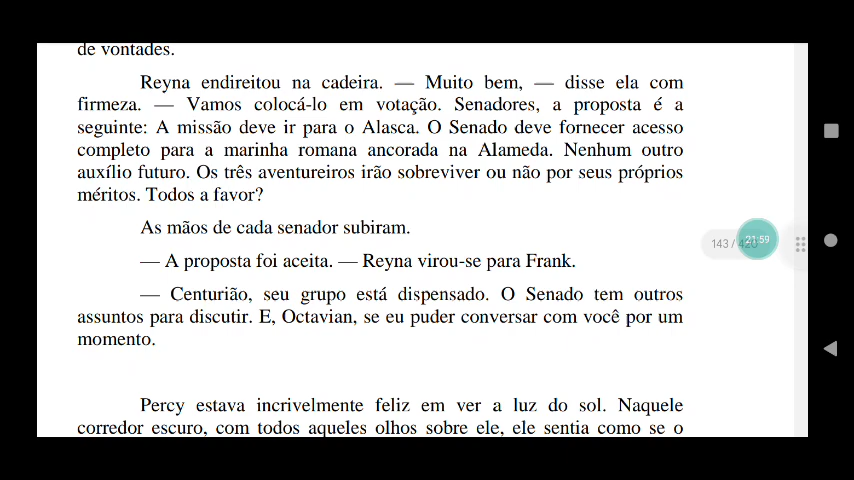 de vontades.
Reyna endireitou na cadeira. — Muito bem, — disse ela com
firmeza. — Vamos colocá-lo em votação. Senadores, a proposta é a
seguinte: A missão deve ir para o Alasca. O Senado deve fornecer acesso
completo para a marinha romana ancorada na Alameda. Nenhum outro
auxílio futuro. Os três aventureiros irão sobreviver ou não por seus próprios
méritos. Todos a favor?
As mãos de cada senador subiram.
— A proposta foi aceita. — Reyna virou-se para Frank.
— Centurião, seu grupo está dispensado. O Senado tem outros
assuntos para discutir. E, Octavian, se eu puder conversar com você por um
momento.
Percy estava incrivelmente feliz em ver a luz do sol. Naquele
corredor escuro, com todos aqueles olhos sobre ele, ele sentia como se o
143 / 420
21:59